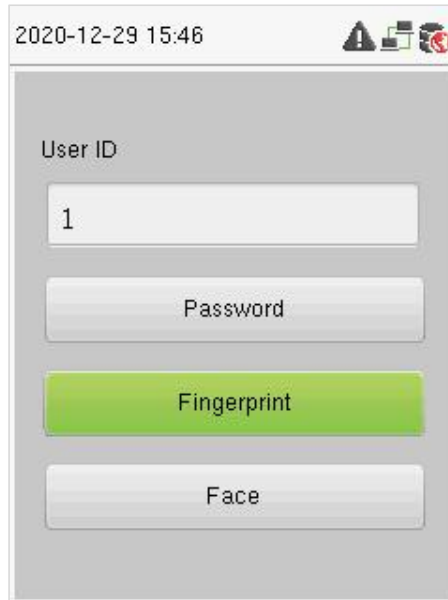 2020-12-29 15:46
User ID
1
Password
Fingerprint
Face